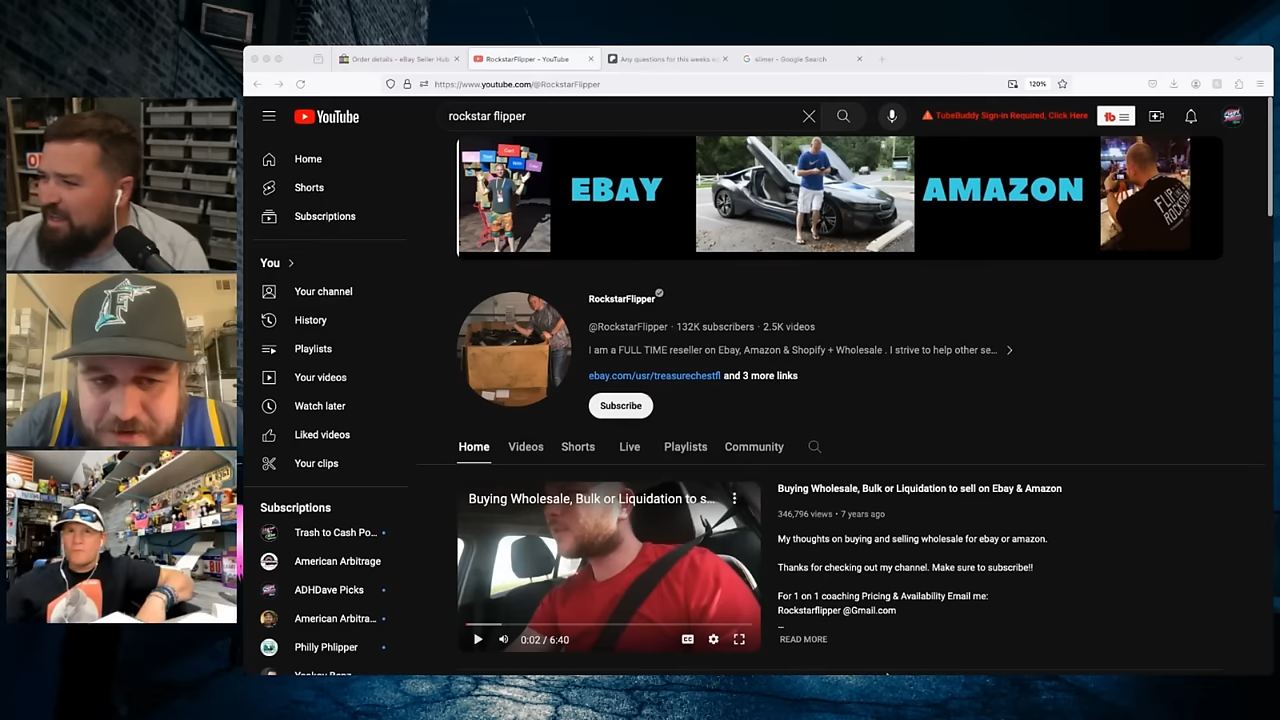 Order details - eBay Seller Hub
RockstarFlipper - YouTube
Any questions for this weeks e
slimer - Google Search
https://www.youtube.com/@RockstarFlipper
120%
YouTube
rockstar flipper
TubeBuddy Sign-in Required, Click Here
tb
Home
Shorts
Subscriptions
EBAY
AMAZON
You
Your channel
History
Playlists
Your videos
Watch later
Liked videos
Your clips
RockstarFlipper
@RockstarFlipper · 132K subscribers · 2.5K videos
I am a FULL TIME reseller on Ebay, Amazon & Shopify + Wholesale . I strive to help other se...
ebay.com/usr/treasurechestfl and 3 more links
Subscribe
Home
Videos
Shorts
Live
Playlists
Community
Subscriptions
Trash to Cash Po...
American Arbitrage
ADHDave Picks
American Arbitra...
Philly Phlipper
Buying Wholesale, Bulk or Liquidation to s...
0:02 / 6:40
Buying Wholesale, Bulk or Liquidation to sell on Ebay & Amazon
346,796 views · 7 years ago
My thoughts on buying and selling wholesale for ebay or amazon.
Thanks for checking out my channel. Make sure to subscribe!!
For 1 on 1 coaching Pricing & Availability Email me:
Rockstarflipper @Gmail.com
READ MORE
F